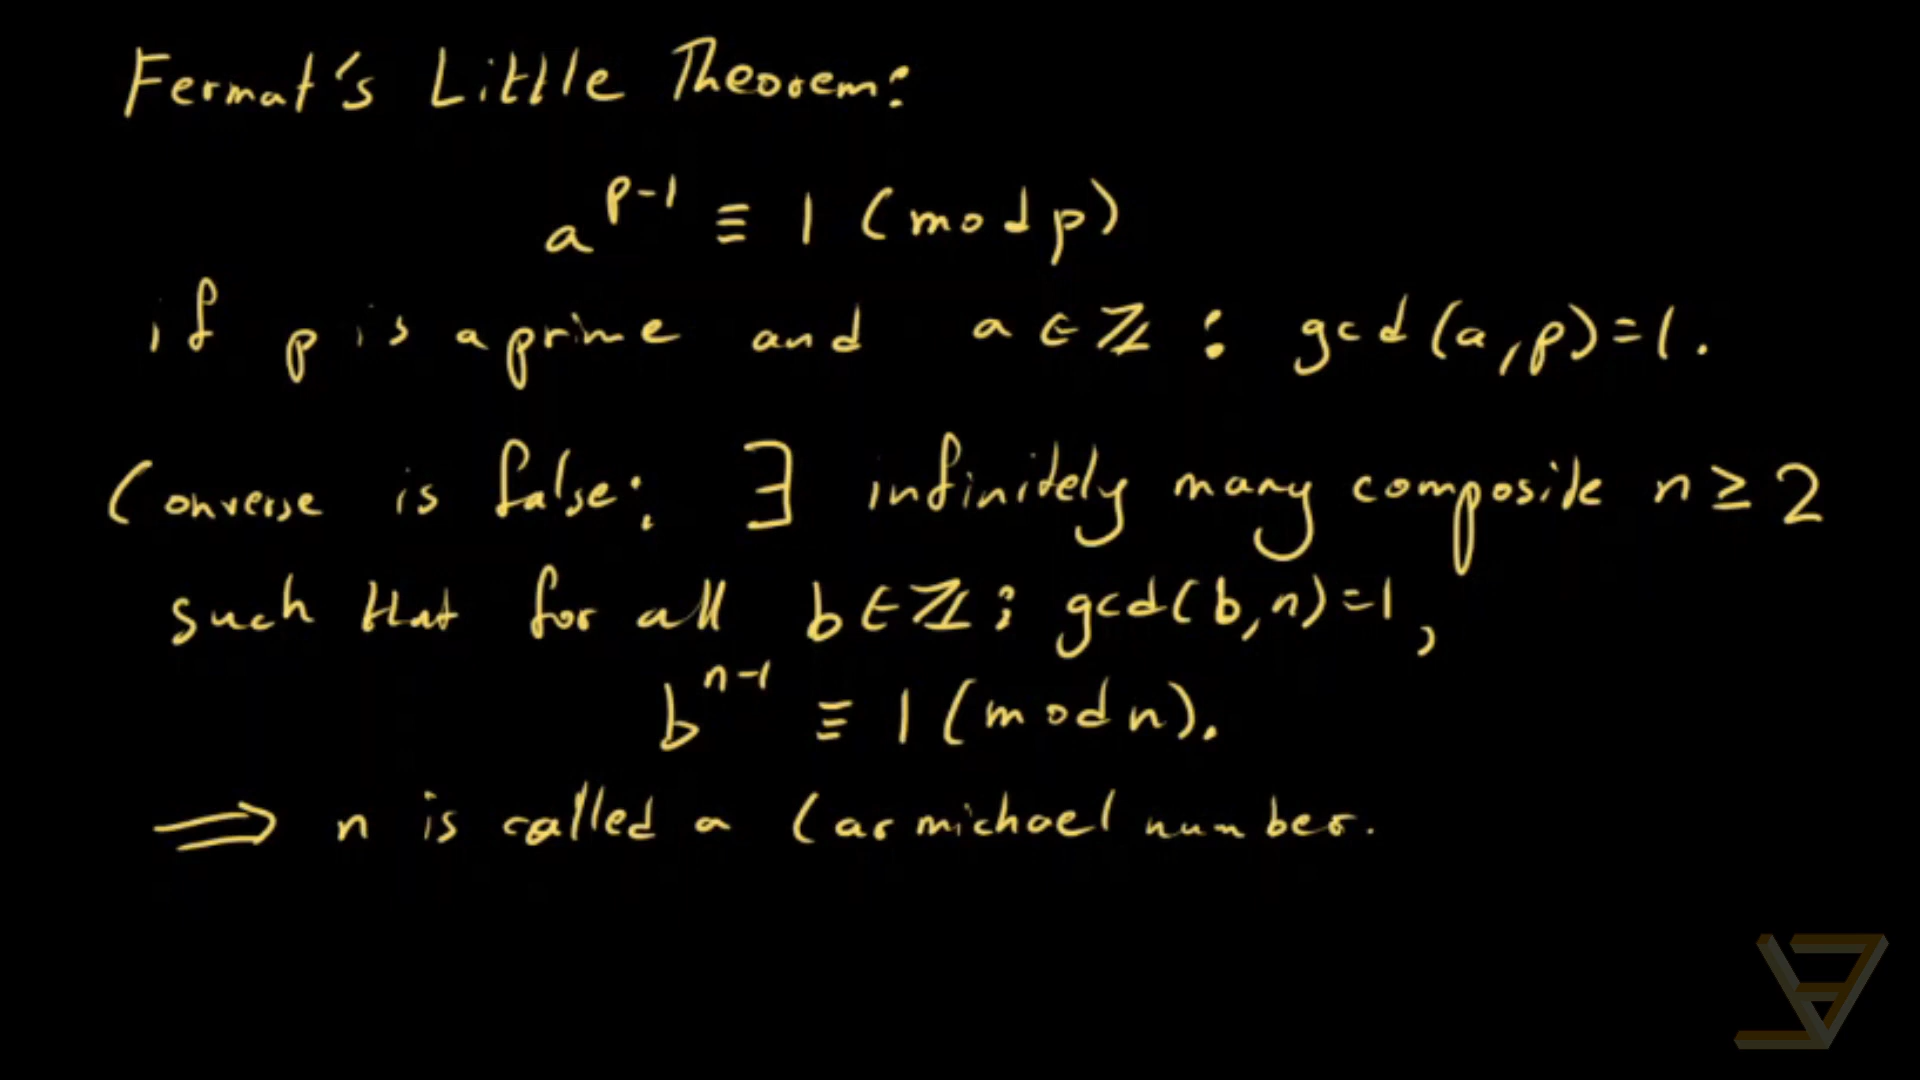 Fermat's Little Theorem:
a^{p-1} ≡ 1 (mod p)
if p is a prime and a ∈ ℤ : gcd(a,p)=1.
Converse is false: ∃ infinitely many composite n ≥ 2
such that for all b ∈ ℤ : gcd(b,n)=1,
b^{n-1} ≡ 1 (mod n).
⟹ n is called a Carmichael number.